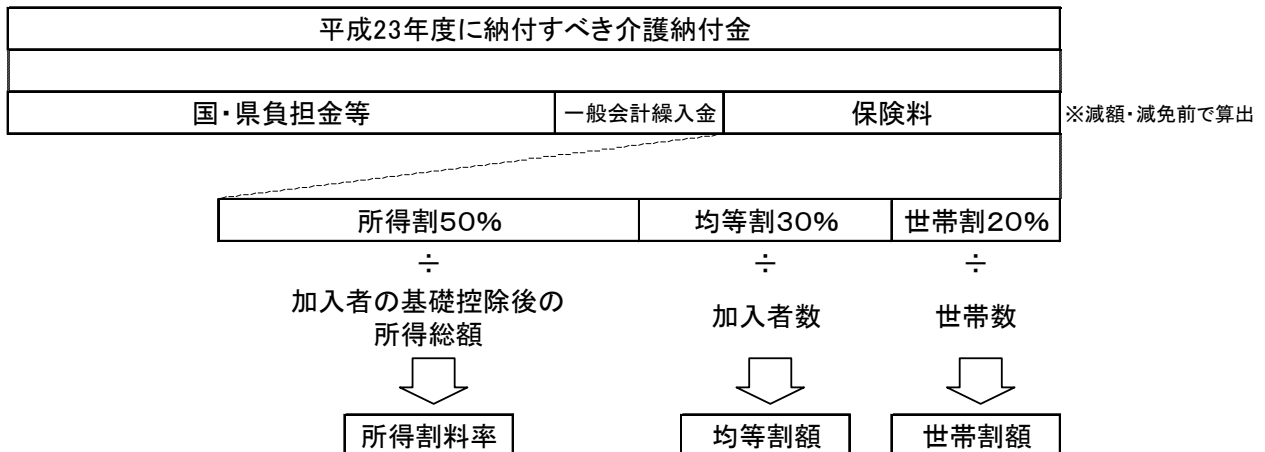 平成23年度に納付すべき介護納付金
国・県負担金等 一般会計繰入金 保険料 ※減額・減免前で算出
所得割50% 均等割30% 世帯割20%
÷ ÷ ÷
加入者の基礎控除後の
所得総額 加入者数 世帯数
所得割料率 均等割額 世帯割額